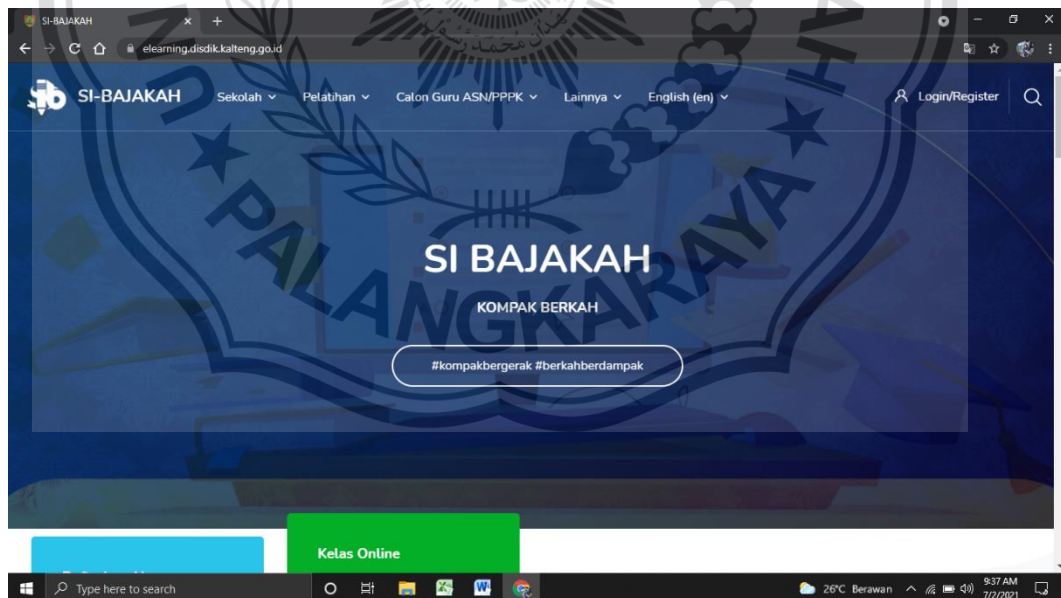 SI-BAJAKAH
elearning.disdik.kalteng.go.id
SI-BAJAKAH
Sekolah
Pelatihan
Calon Guru ASN/PPPK
Lainnya
English (en)
Login/Register
SI BAJAKAH
KOMPAK BERKAH
#kompakbergerak #berkahberdampak
PALANGKARAYA
Kelas Online
Type here to search
26°C Berawan
9:37 AM
7/2/2021